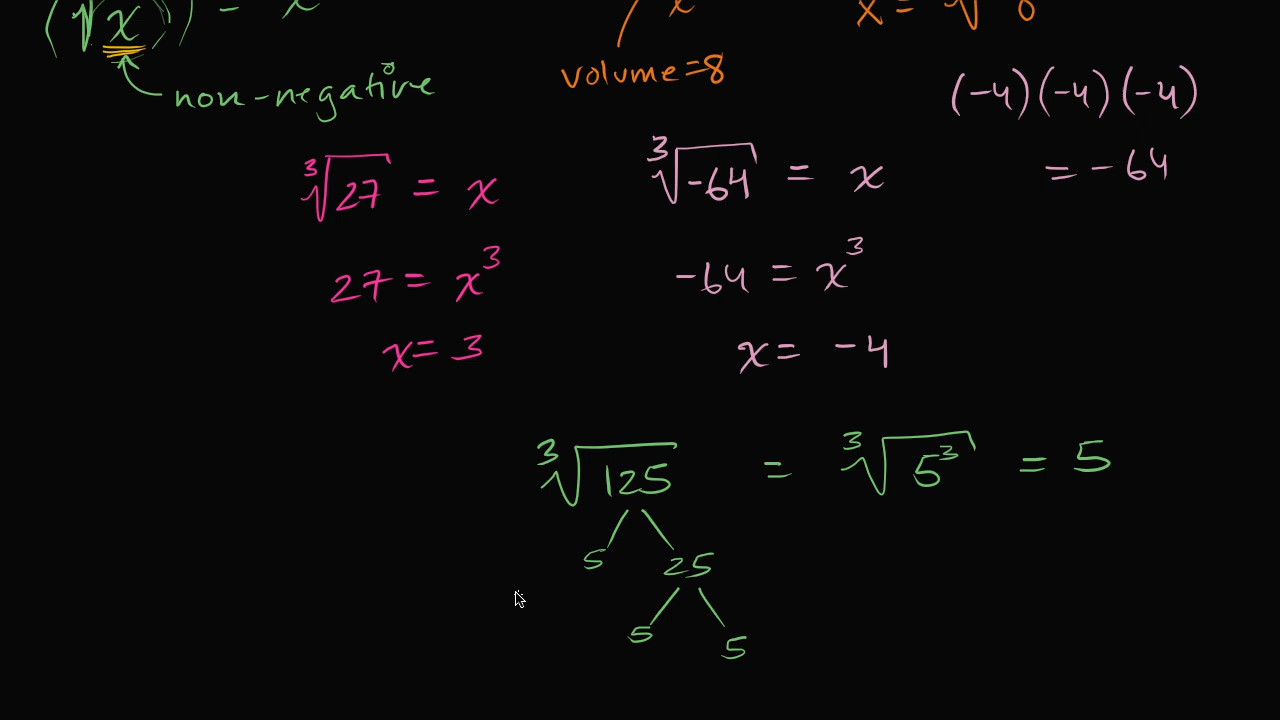 (√x)) = x
x
x = ∛8
volume=8
non-negative
(-4)(-4)(-4)
= -64
∛27 = x
27 = x³
x = 3
∛-64 = x
-64 = x³
x = -4
∛125 = ∛5³ = 5
5 25
5 5